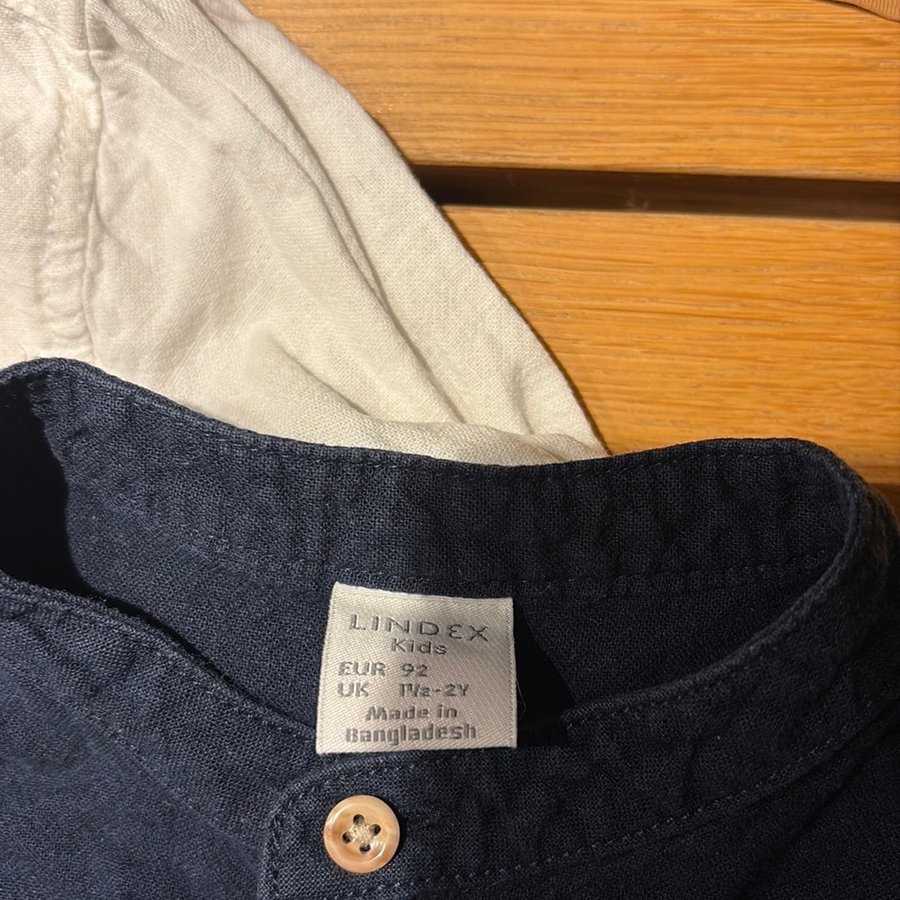 LINDEX
Kids
EUR 92
UK 1½-2Y
Made in
Bangladesh